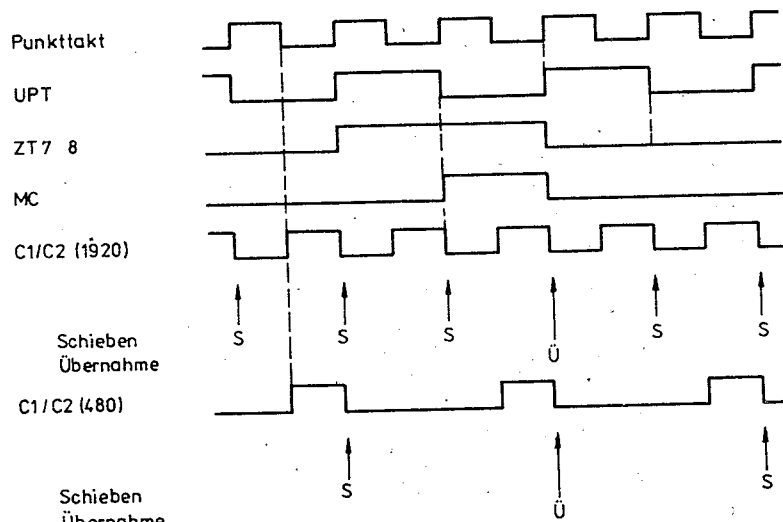 Punkttakt
UPT
ZT7 8
MC
C1/C2 (1920)
S S S Ü S S
Schieben
Übernahme
C1/C2 (480)
S Ü S
Schieben
Übernahme